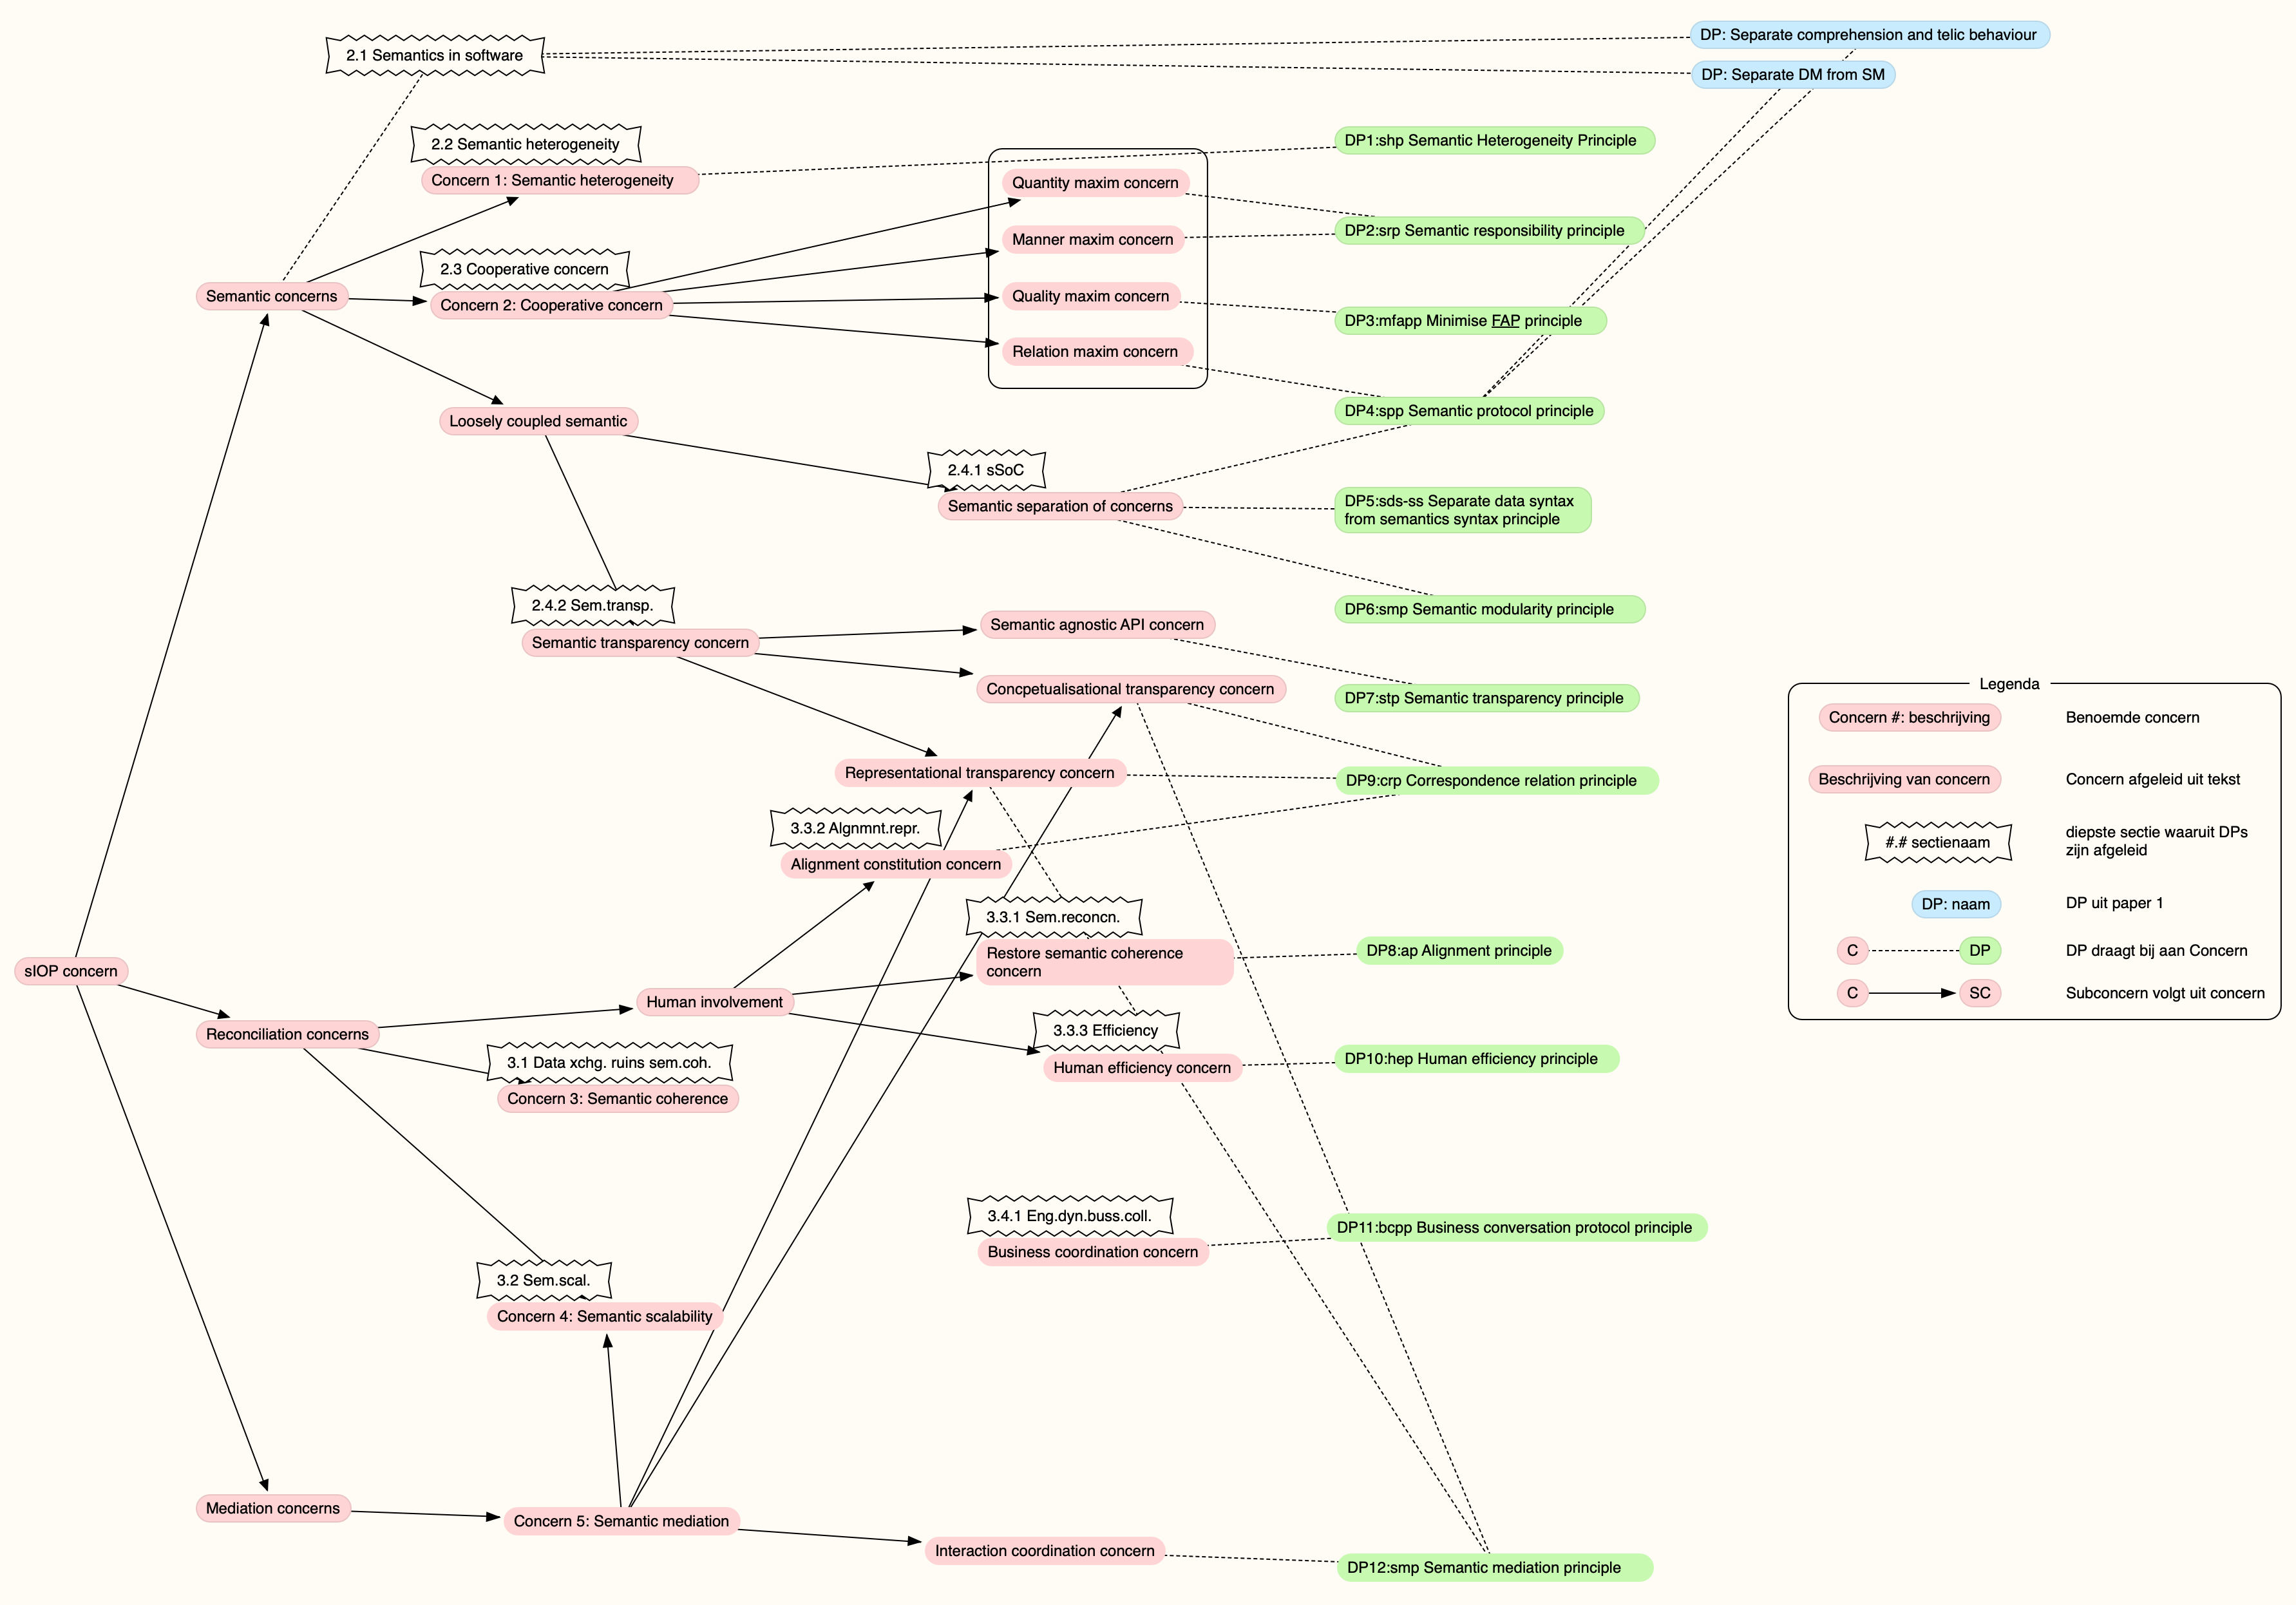 2.1 Semantics in software
DP: Separate comprehension and telic behaviour
DP: Separate DM from SM
2.2 Semantic heterogeneity
Concern 1: Semantic heterogeneity
DP1:shp Semantic Heterogeneity Principle
Quantity maxim concern
DP2:srp Semantic responsibility principle
Manner maxim concern
2.3 Cooperative concern
Semantic concerns
Concern 2: Cooperative concern
Quality maxim concern
DP3:mfapp Minimise FAP principle
Relation maxim concern
Loosely coupled semantic
DP4:spp Semantic protocol principle
2.4.1 sSoC
Semantic separation of concerns
DP5:sds-ss Separate data syntax
from semantics syntax principle
2.4.2 Sem.transp.
DP6:smp Semantic modularity principle
Semantic transparency concern
Semantic agnostic API concern
Concpetualisational transparency concern
DP7:stp Semantic transparency principle
Representational transparency concern
DP9:crp Correspondence relation principle
3.3.2 Algnmnt.repr.
Alignment constitution concern
3.3.1 Sem.reconcn.
sIOP concern
Restore semantic coherence
concern
DP8:ap Alignment principle
Human involvement
Reconciliation concerns
3.3.3 Efficiency
Human efficiency concern
DP10:hep Human efficiency principle
3.1 Data xchg. ruins sem.coh.
Concern 3: Semantic coherence
3.4.1 Eng.dyn.buss.coll.
Business coordination concern
DP11:bcpp Business conversation protocol principle
3.2 Sem.scal.
Concern 4: Semantic scalability
Mediation concerns
Concern 5: Semantic mediation
Interaction coordination concern
DP12:smp Semantic mediation principle
Legenda
Concern #: beschrijving
Benoemde concern
Beschrijving van concern
Concern afgeleid uit tekst
#.# sectienaam
diepste sectie waaruit DPs
zijn afgeleid
DP: naam
DP uit paper 1
C
DP
DP draagt bij aan Concern
C
SC
Subconcern volgt uit concern